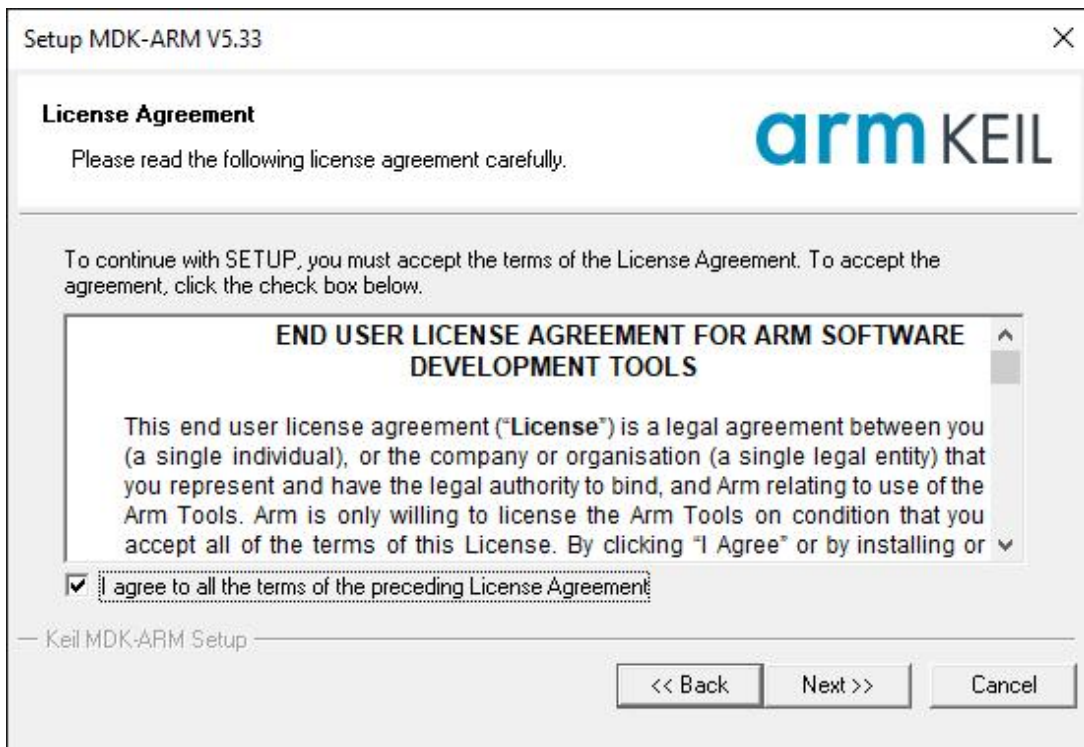 Setup MDK-ARM V5.33
License Agreement
Please read the following license agreement carefully.
arm KEIL
To continue with SETUP, you must accept the terms of the License Agreement. To accept the
agreement, click the check box below.
END USER LICENSE AGREEMENT FOR ARM SOFTWARE
DEVELOPMENT TOOLS
This end user license agreement (“License”) is a legal agreement between you
(a single individual), or the company or organisation (a single legal entity) that
you represent and have the legal authority to bind, and Arm relating to use of the
Arm Tools. Arm is only willing to license the Arm Tools on condition that you
accept all of the terms of this License. By clicking “I Agree” or by installing or
I agree to all the terms of the preceding License Agreement
Keil MDK-ARM Setup
<< Back
Next >>
Cancel